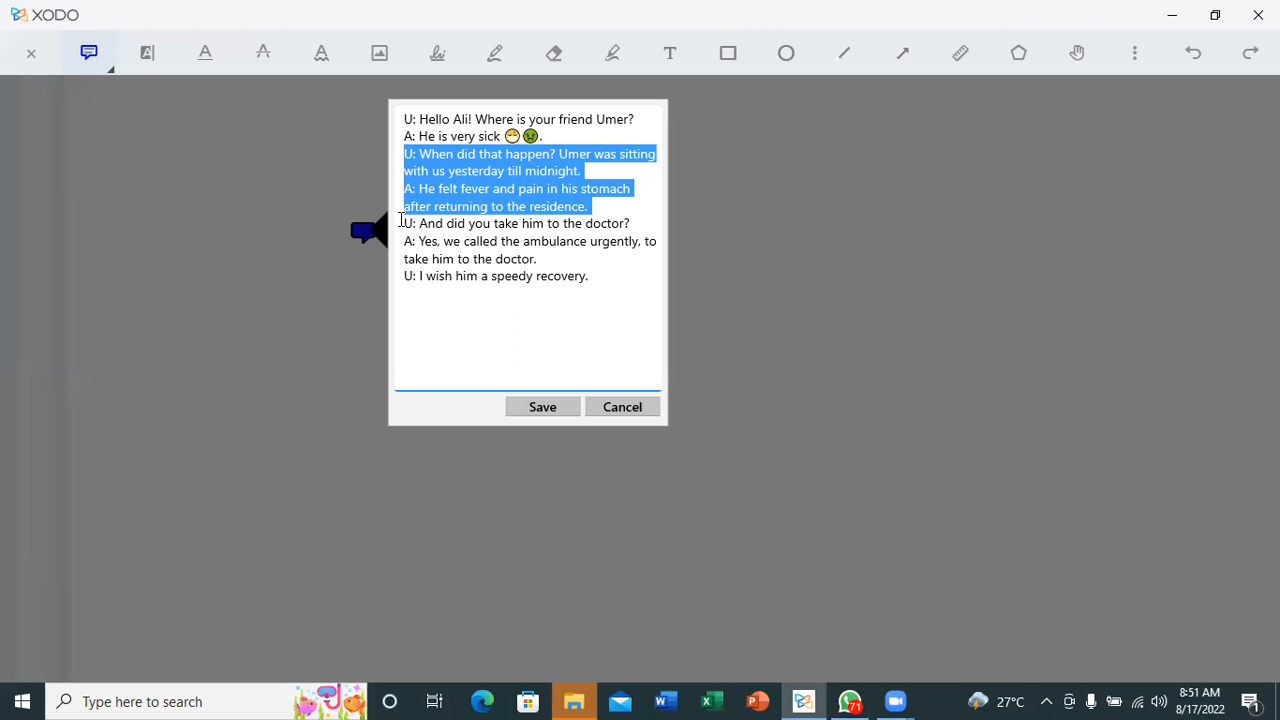 XODO
U: Hello Ali! Where is your friend Umer?
A: He is very sick 😷🤢.
U: When did that happen? Umer was sitting
with us yesterday till midnight.
A: He felt fever and pain in his stomach
after returning to the residence.
U: And did you take him to the doctor?
A: Yes, we called the ambulance urgently, to
take him to the doctor.
U: I wish him a speedy recovery.
Save Cancel
Type here to search
71
27°C
8:51 AM
8/17/2022
1